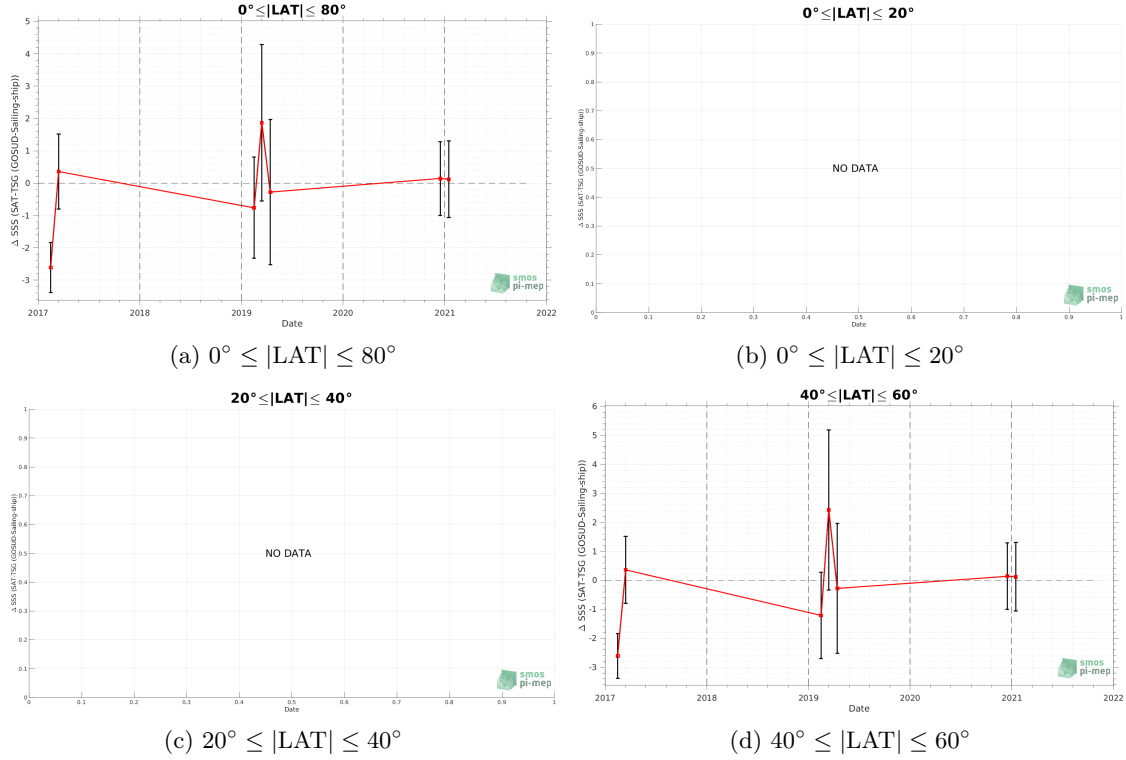 0°≤|LAT|≤ 80°
5
4
3
2
1
0
-1
-2
-3
Δ SSS (SAT-TSG (GOSUD-Sailing-ship))
2017 2018 2019 2020 2021 2022
Date
smos
pi-mep
(a) 0° ≤ |LAT| ≤ 80°
0°≤|LAT|≤ 20°
1
0.9
0.8
0.7
0.6
0.5
0.4
0.3
0.2
0.1
0
Δ SSS (SAT-TSG (GOSUD-Sailing-ship))
NO DATA
0 0.1 0.2 0.3 0.4 0.5 0.6 0.7 0.8 0.9 1
Date
smos
pi-mep
(b) 0° ≤ |LAT| ≤ 20°
20°≤|LAT|≤ 40°
1
0.9
0.8
0.7
0.6
0.5
0.4
0.3
0.2
0.1
0
Δ SSS (SAT-TSG (GOSUD-Sailing-ship))
NO DATA
0 0.1 0.2 0.3 0.4 0.5 0.6 0.7 0.8 0.9 1
Date
smos
pi-mep
(c) 20° ≤ |LAT| ≤ 40°
40°≤|LAT|≤ 60°
6
5
4
3
2
1
0
-1
-2
-3
Δ SSS (SAT-TSG (GOSUD-Sailing-ship))
2017 2018 2019 2020 2021 2022
Date
smos
pi-mep
(d) 40° ≤ |LAT| ≤ 60°